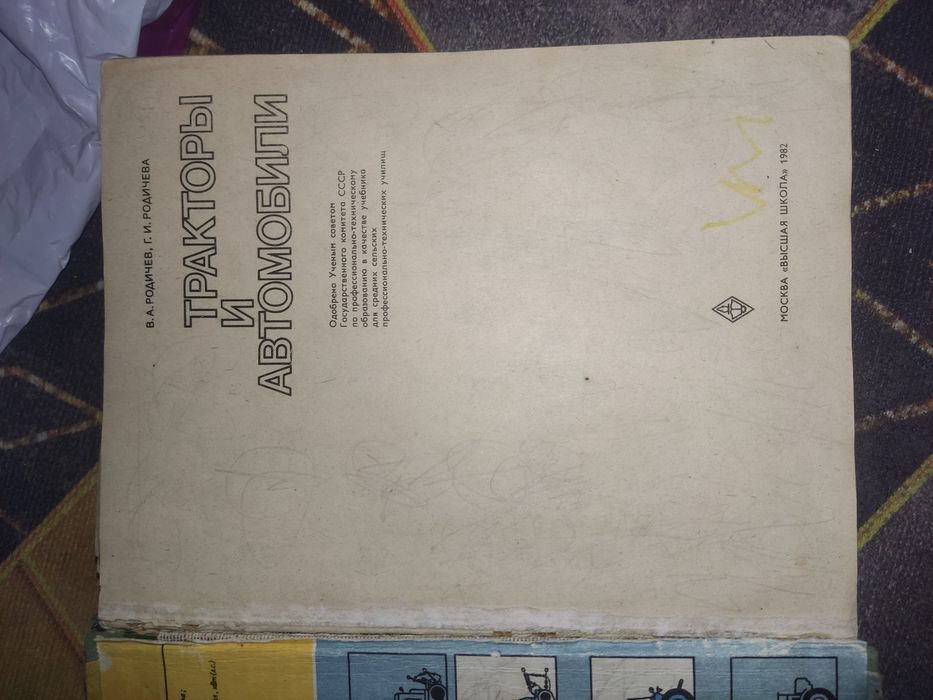 В. А. РОДИЧЕВ, Г. И. РОДИЧЕВА
ТРАКТОРЫ
И
АВТОМОБИЛИ
Одобрено Ученым советом
Государственного комитета СССР
по профессионально-техническому
образованию в качестве учебника
для средних сельских
профессионально-технических училищ
МОСКВА «ВЫСШАЯ ШКОЛА» 1982